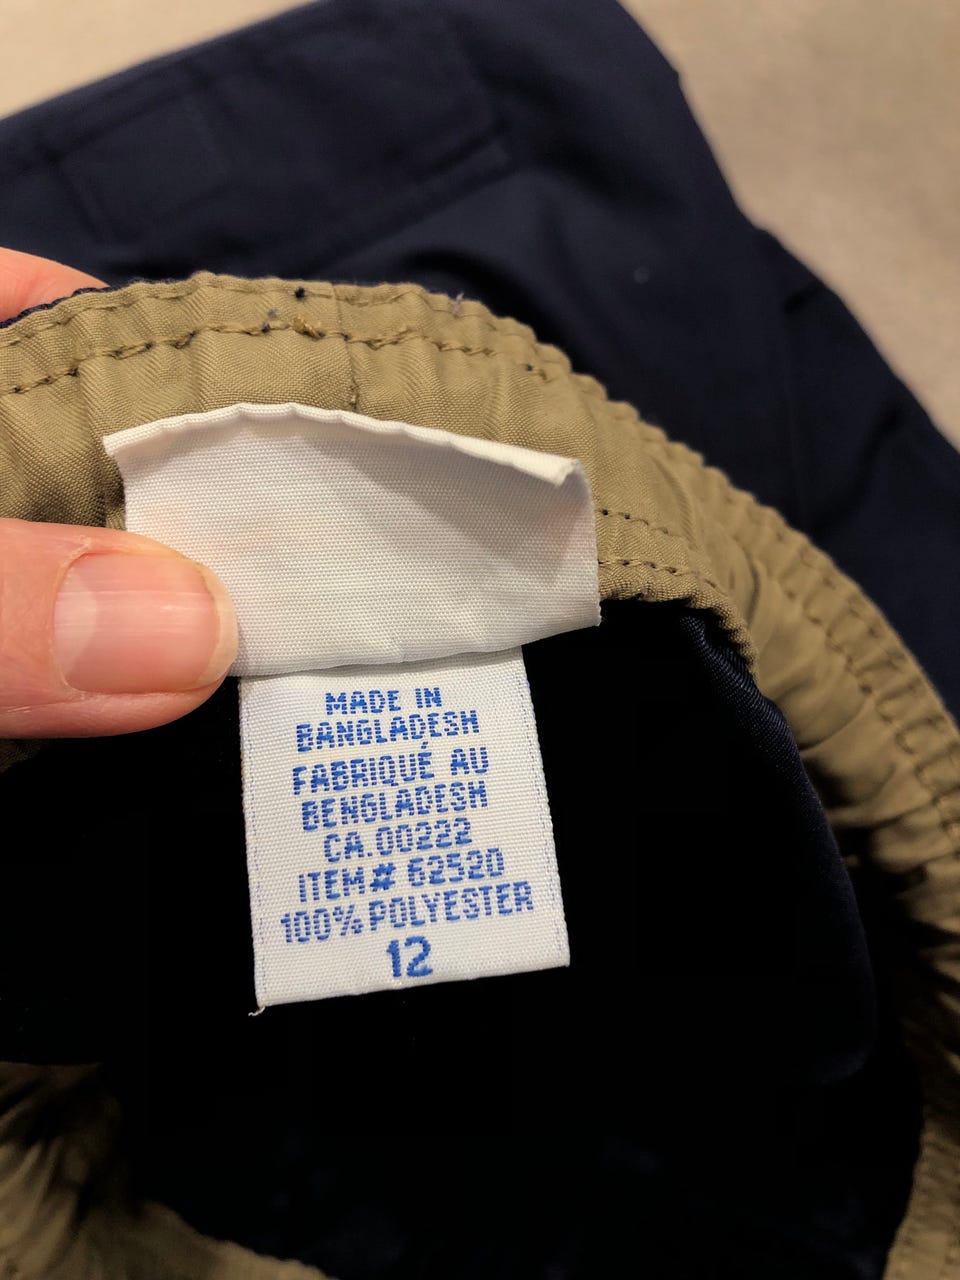 MADE IN
BANGLADESH
FABRIQUÉ AU
BENGLADESH
CA.00222
ITEM# 62520
100% POLYESTER
12